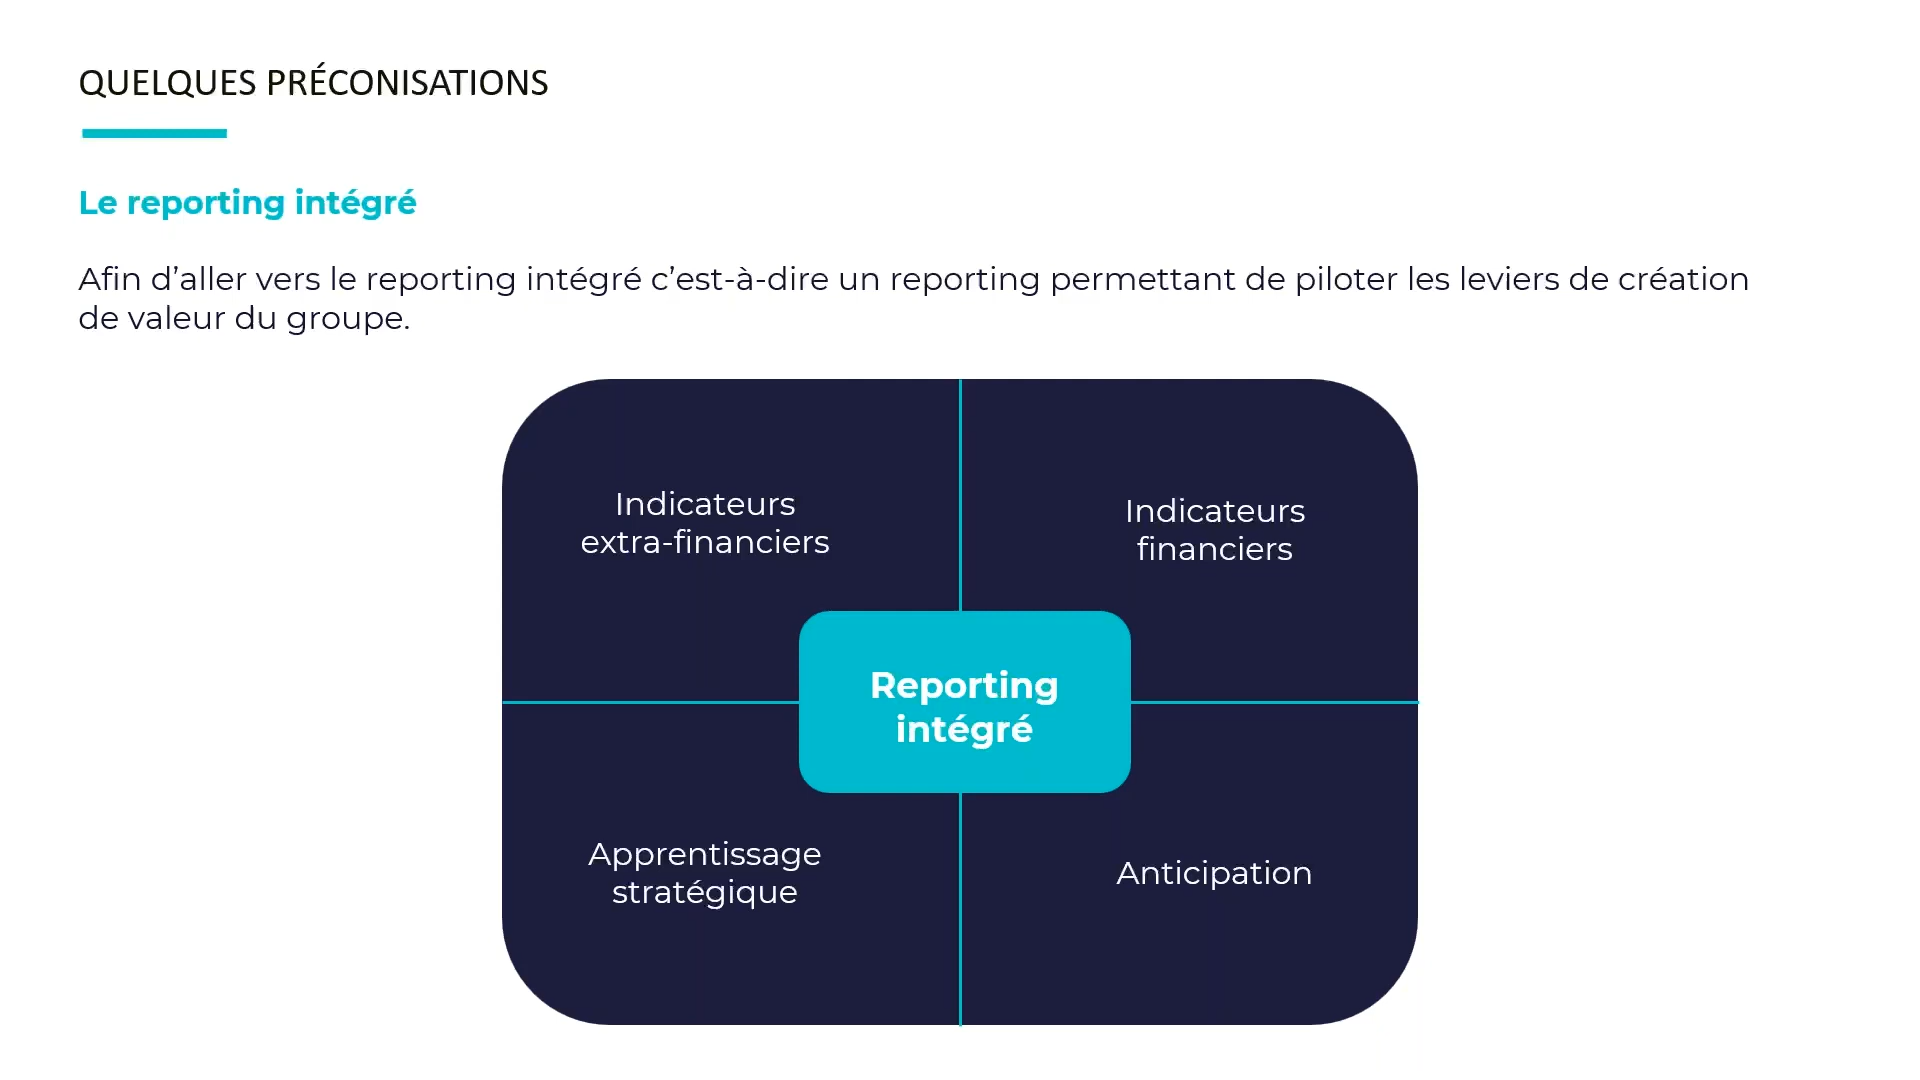 QUELQUES PRÉCONISATIONS
Le reporting intégré
Afin d’aller vers le reporting intégré c’est-à-dire un reporting permettant de piloter les leviers de création
de valeur du groupe.
Indicateurs
extra-financiers
Indicateurs
financiers
Reporting
intégré
Apprentissage
stratégique
Anticipation